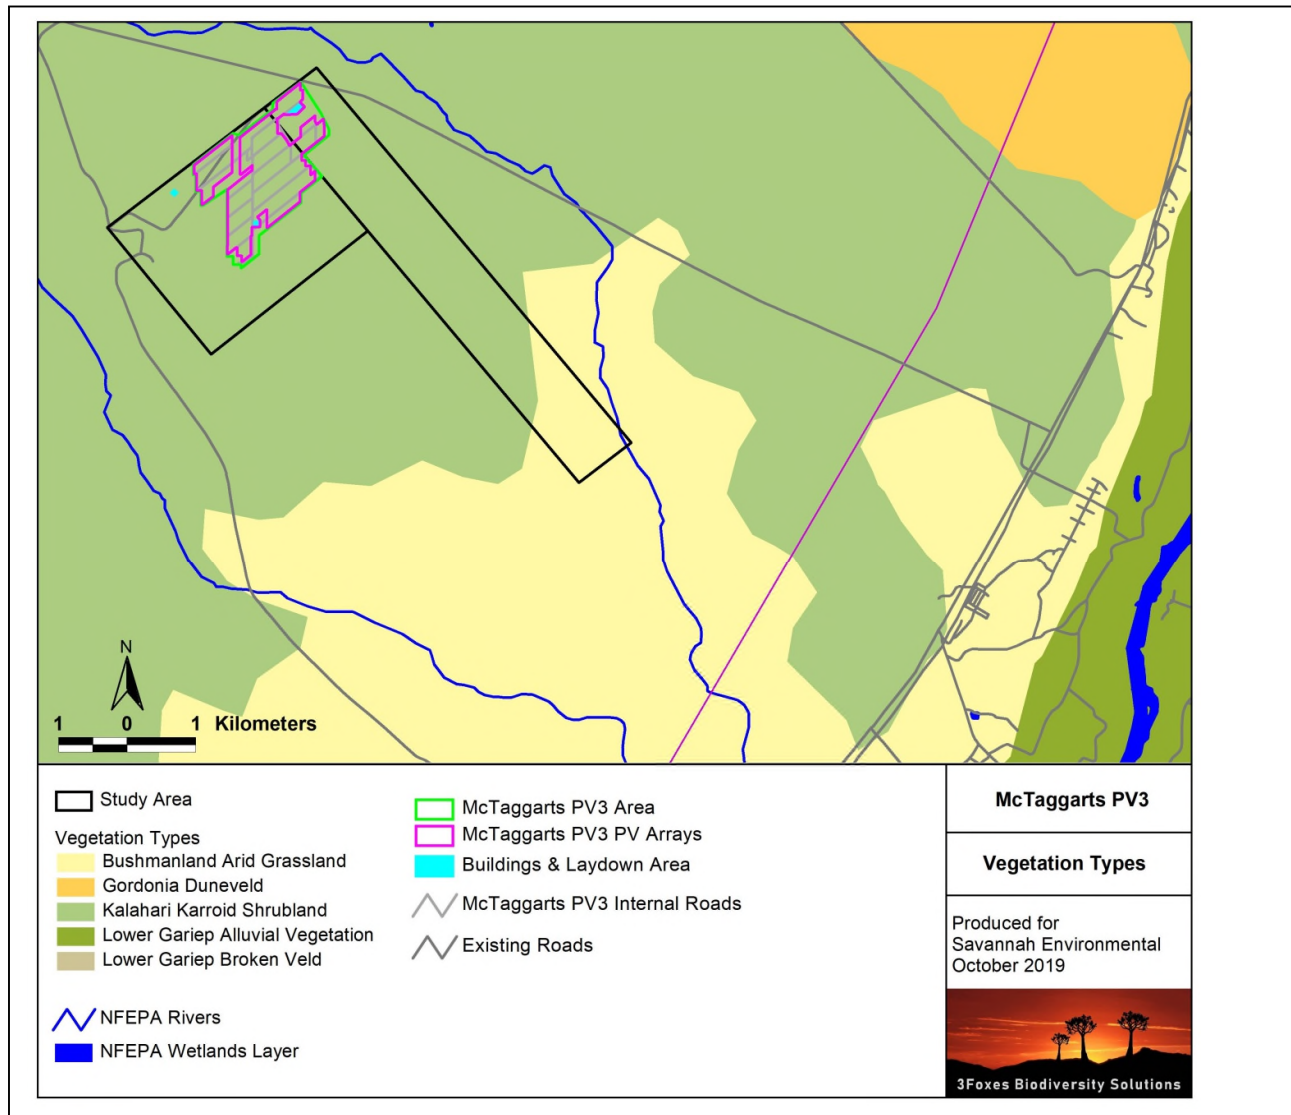 N
1 0 1 Kilometers
Study Area
Vegetation Types
Bushmanland Arid Grassland
Gordonia Duneveld
Kalahari Karroid Shrubland
Lower Gariep Alluvial Vegetation
Lower Gariep Broken Veld
NFEPA Rivers
NFEPA Wetlands Layer
McTaggarts PV3 Area
McTaggarts PV3 PV Arrays
Buildings & Laydown Area
McTaggarts PV3 Internal Roads
Existing Roads
McTaggarts PV3
Vegetation Types
Produced for
Savannah Environmental
October 2019
3Foxes Biodiversity Solutions